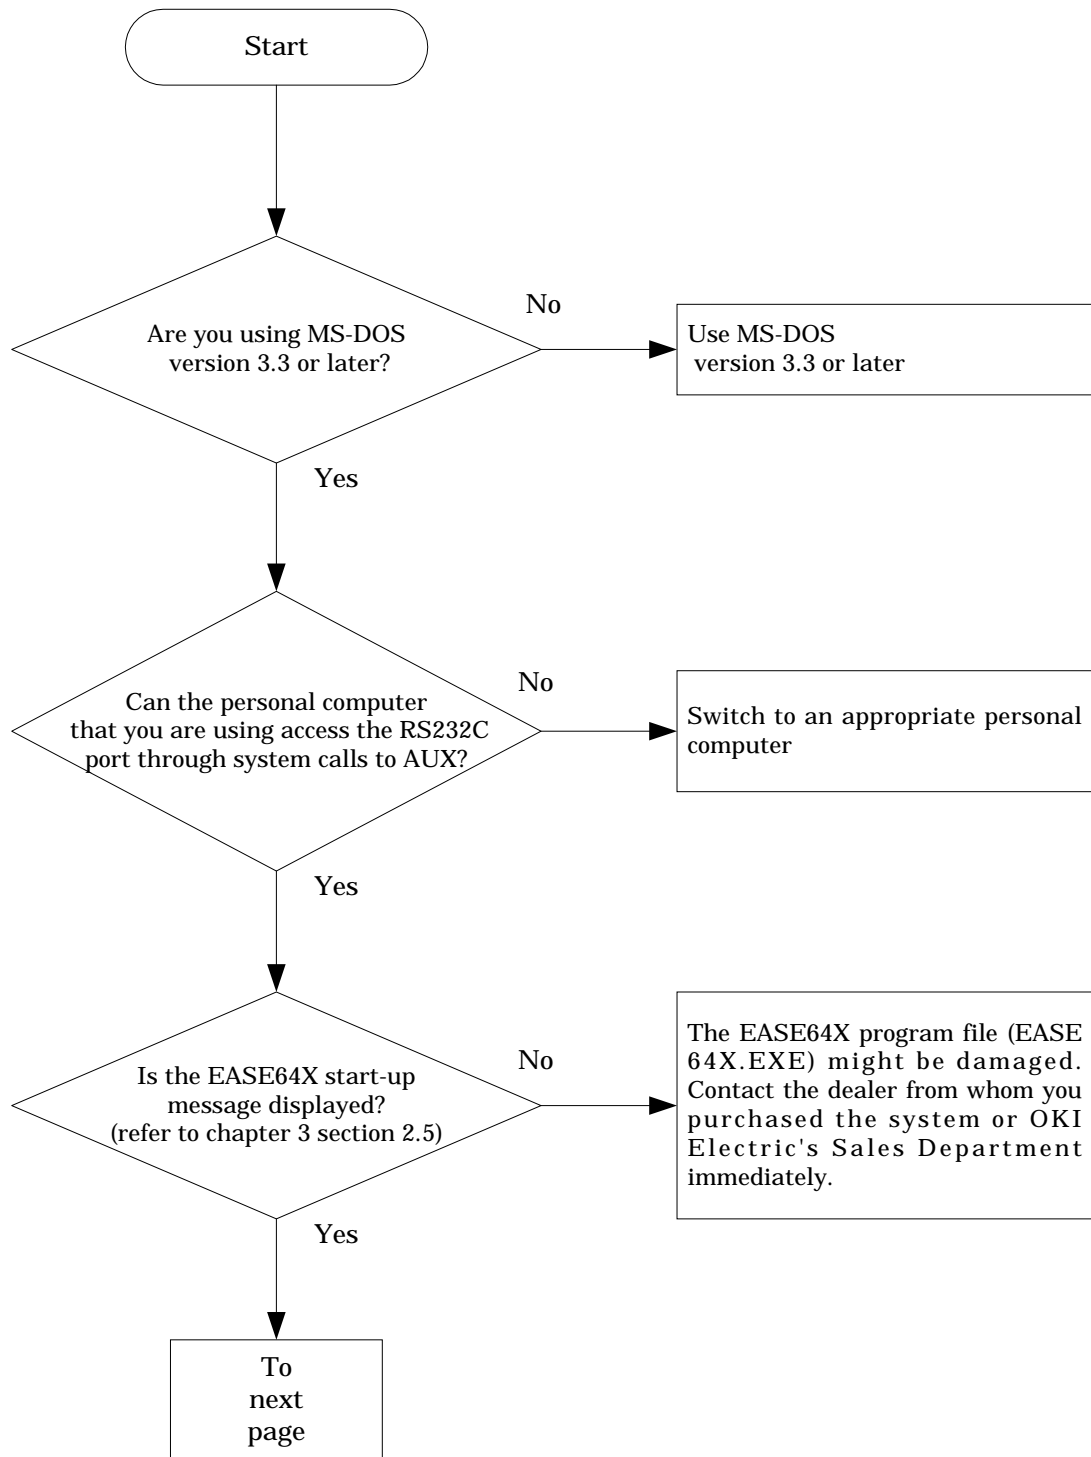 Start
Are you using MS-DOS
version 3.3 or later?
No
Use MS-DOS
version 3.3 or later
Yes
Can the personal computer
that you are using access the RS232C
port through system calls to AUX?
No
Switch to an appropriate personal
computer
Yes
Is the EASE64X start-up
message displayed?
(refer to chapter 3 section 2.5)
No
The EASE64X program file (EASE
64X.EXE) might be damaged.
Contact the dealer from whom you
purchased the system or OKI
Electric's Sales Department
immediately.
Yes
To
next
page